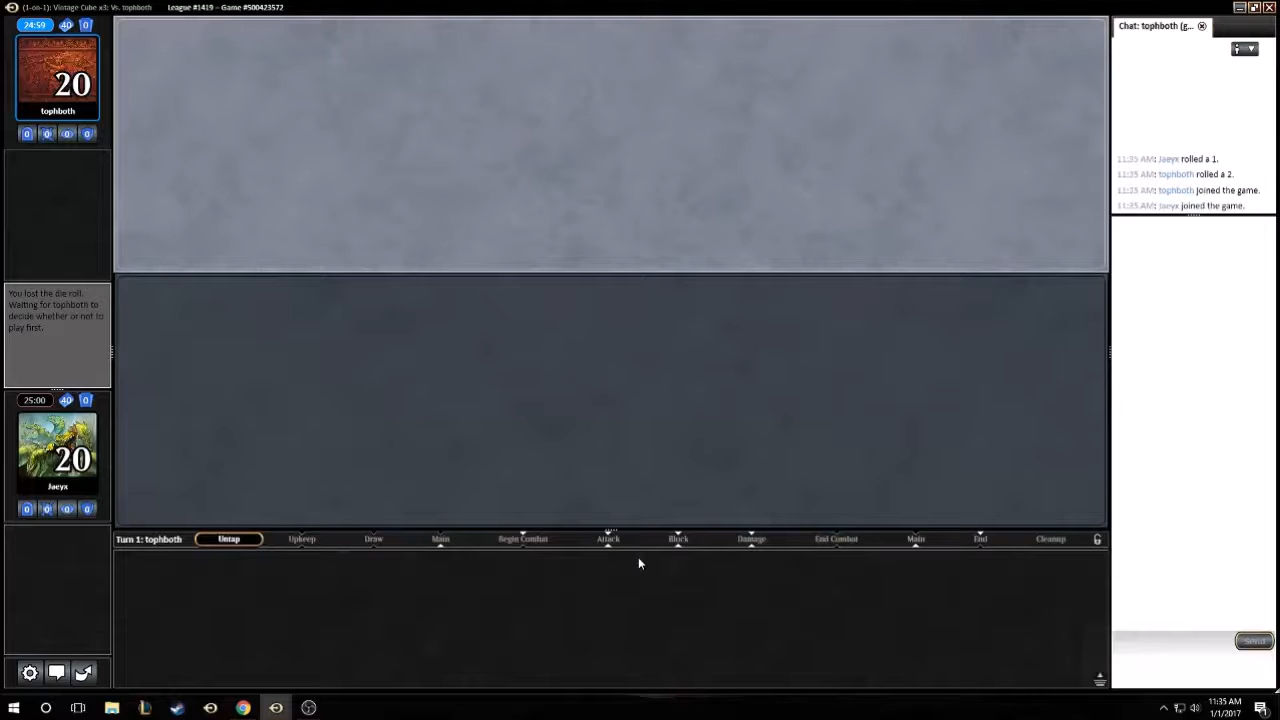 (1-on-1): Vintage Cube x3: Vs. tophboth League #1419 – Game #500423572
24:59 40 0
20
tophboth
0 0 0 0
You lost the die roll.
Waiting for tophboth to
decide whether or not to
play first.
25:00 40 0
20
Jaeyx
0 0 0 0
Turn 1: tophboth Untap Upkeep Draw Main Begin Combat Attack Block Damage End Combat Main End Cleanup
Chat: tophboth (g...
11:35 AM: Jaeyx rolled a 1.
11:35 AM: tophboth rolled a 2.
11:35 AM: tophboth joined the game.
11:35 AM: Jaeyx joined the game.
Send
11:35 AM
1/1/2017
1